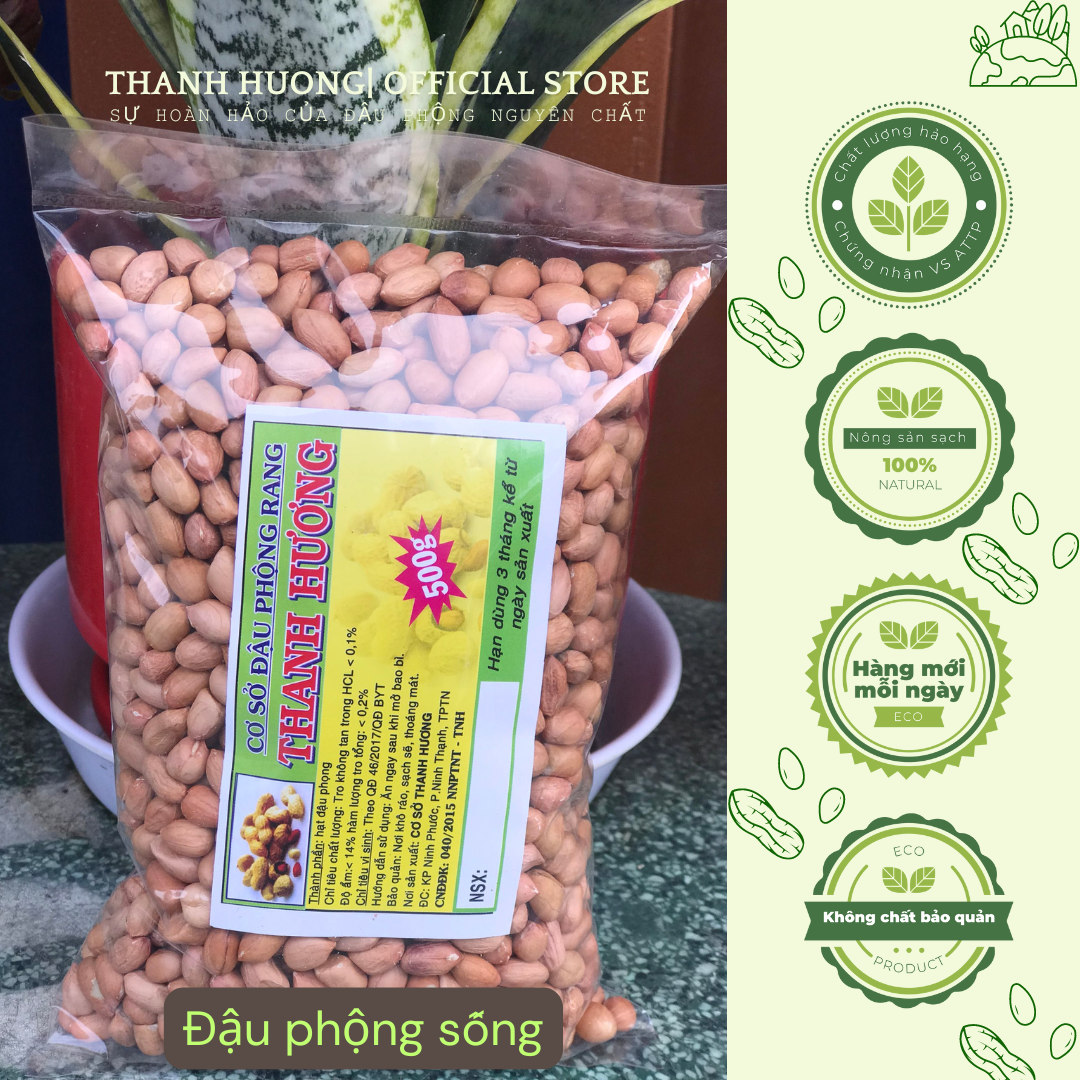 THANH HUONG| OFFICIAL STORE
SỰ HOÀN HẢO CỦA ĐẬU PHỘNG NGUYÊN CHẤT
CƠ SỞ ĐẬU PHỘNG RANG
THANH HƯƠNG
500g
Hạn dùng 3 tháng kể từ
ngày sản xuất
Thành phần: hạt đậu phọng
Chỉ tiêu chất lượng: Tro không tan trong HCL < 0,1%
Độ ẩm:< 14% hàm lượng tro tổng: < 0,2%
Chỉ tiêu vi sinh: Theo QĐ 46/2017/QĐ BYT
Hướng dẫn sử dụng: Ăn ngay sau khi mở bao bì.
Bảo quản: Nơi khô ráo, sạch sẽ, thoáng mát.
Nơi sản xuất: CƠ SỞ THANH HƯƠNG
ĐC: KP Ninh Phước, P.Ninh Thạnh, TPTN
CNĐĐK: 040/2015 NNPTNT - TNH
NSX:
Đậu phộng sống
Chất lượng hảo hạng
Chứng nhận VS ATTP
Nông sản sạch
100%
NATURAL
Hàng mới
mỗi ngày
ECO
ECO
Không chất bảo quản
PRODUCT